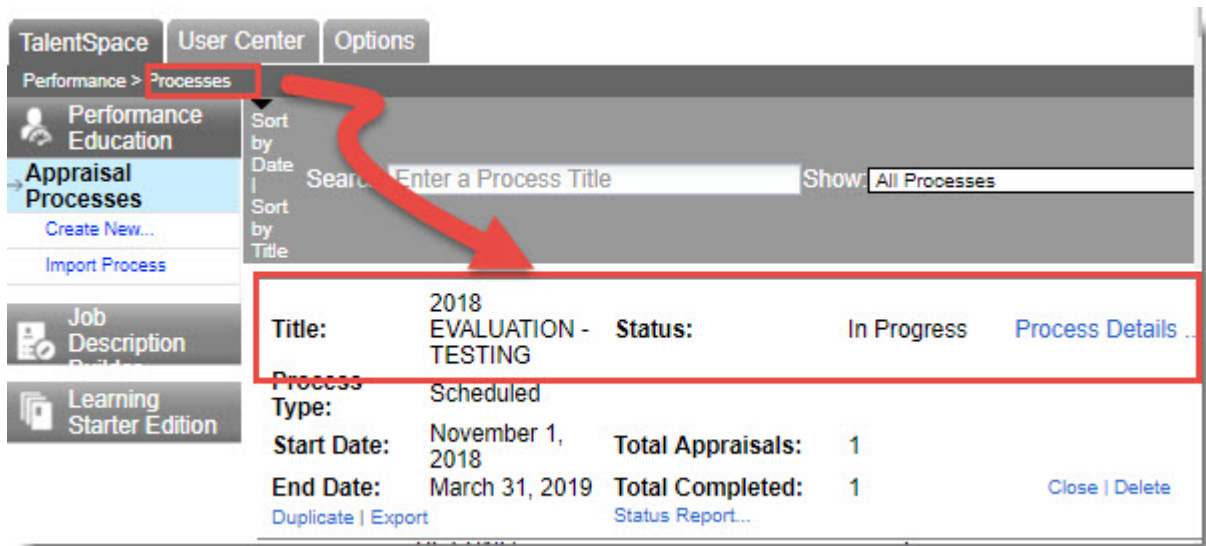 TalentSpace User Center Options
Performance > Processes
Performance
Education
Appraisal
Processes
Create New...
Import Process
Job
Description
Learning
Starter Edition
Sort
by
Date
|
Sort
by
Title
Enter a Process Title
Show: All Processes
Title: 2018 EVALUATION - TESTING Status: In Progress Process Details ..
Process
Type: Scheduled
Start Date: November 1, 2018 Total Appraisals: 1
End Date: March 31, 2019 Total Completed: 1 Close | Delete
Duplicate | Export Status Report...